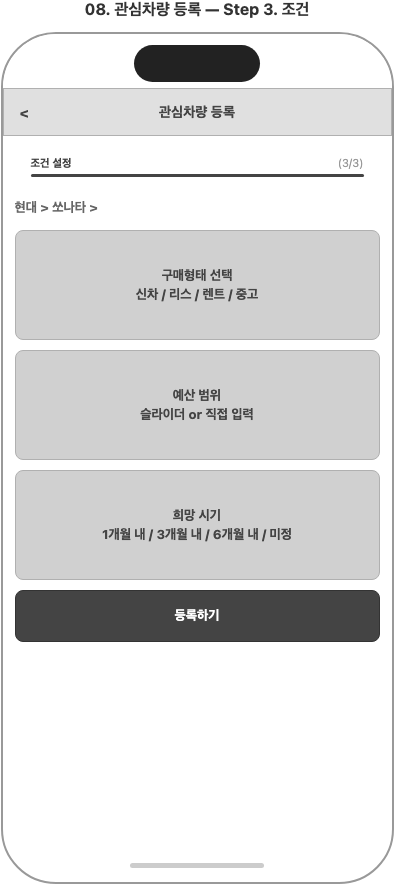 08. 관심차량 등록 — Step 3. 조건
< 관심차량 등록
조건 설정 (3/3)
현대 > 쏘나타 >
구매형태 선택
신차 / 리스 / 렌트 / 중고
예산 범위
슬라이더 or 직접 입력
희망 시기
1개월 내 / 3개월 내 / 6개월 내 / 미정
등록하기